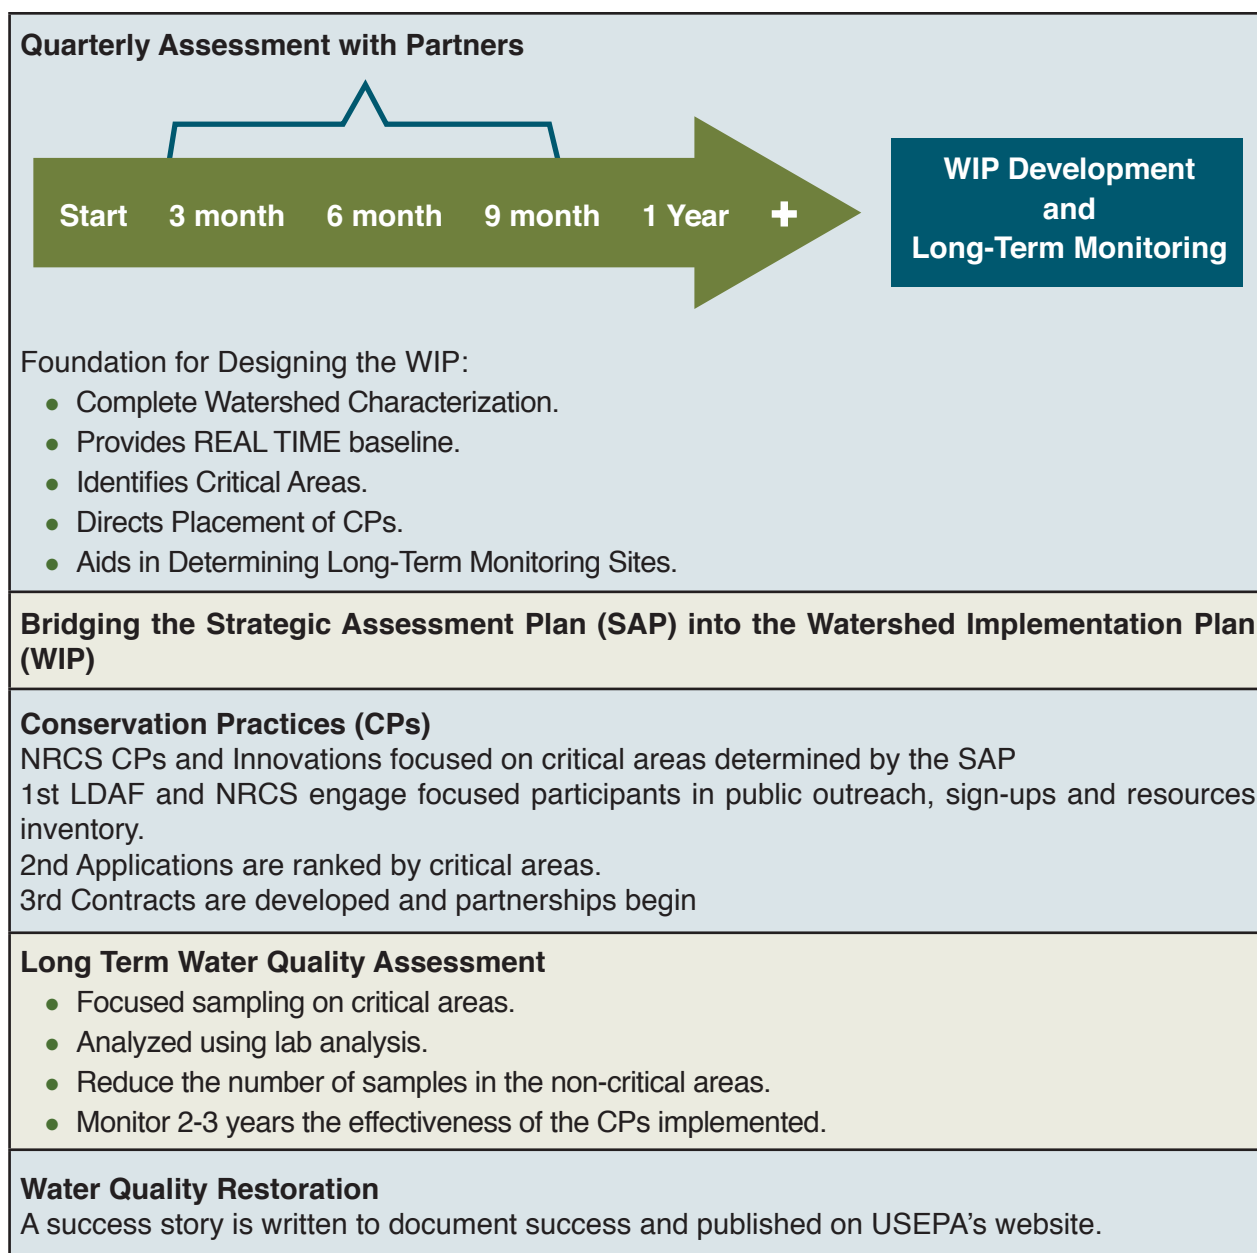 Quarterly Assessment with Partners
Start 3 month 6 month 9 month 1 Year +
WIP Development
and
Long-Term Monitoring
Foundation for Designing the WIP:
• Complete Watershed Characterization.
• Provides REAL TIME baseline.
• Identifies Critical Areas.
• Directs Placement of CPs.
• Aids in Determining Long-Term Monitoring Sites.
Bridging the Strategic Assessment Plan (SAP) into the Watershed Implementation Plan
(WIP)
Conservation Practices (CPs)
NRCS CPs and Innovations focused on critical areas determined by the SAP
1st LDAF and NRCS engage focused participants in public outreach, sign-ups and resources
inventory.
2nd Applications are ranked by critical areas.
3rd Contracts are developed and partnerships begin
Long Term Water Quality Assessment
• Focused sampling on critical areas.
• Analyzed using lab analysis.
• Reduce the number of samples in the non-critical areas.
• Monitor 2-3 years the effectiveness of the CPs implemented.
Water Quality Restoration
A success story is written to document success and published on USEPA's website.